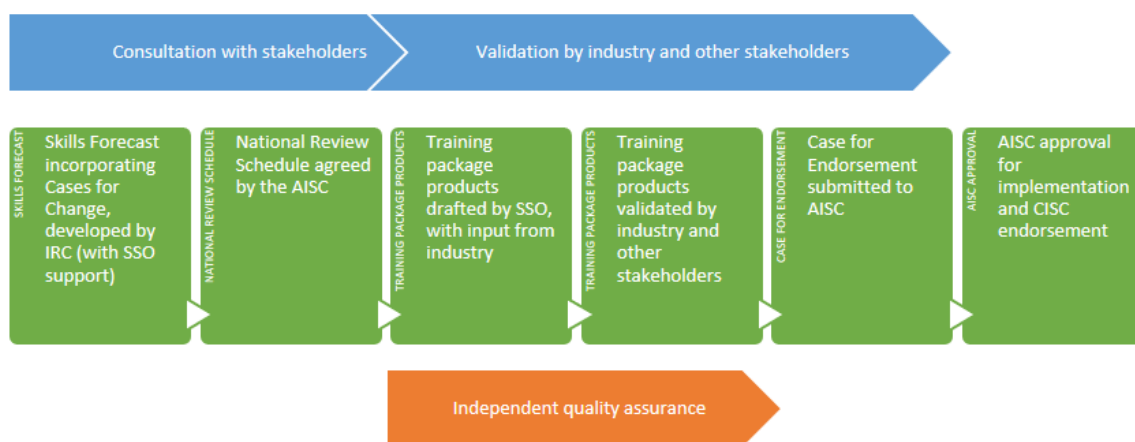 Consultation with stakeholders
Validation by industry and other stakeholders
SKILLS FORECAST
Skills Forecast
incorporating
Cases for
Change,
developed by
IRC (with SSO
support)
NATIONAL REVIEW SCHEDULE
National Review
Schedule agreed
by the AISC
TRAINING PACKAGE PRODUCTS
Training
package
products
drafted by SSO,
with input from
industry
TRAINING PACKAGE PRODUCTS
Training
package
products
validated by
industry and
other
stakeholders
CASE FOR ENDORSEMENT
Case for
Endorsement
submitted to
AISC
AISC APPROVAL
AISC approval
for
implementation
and CISC
endorsement
Independent quality assurance